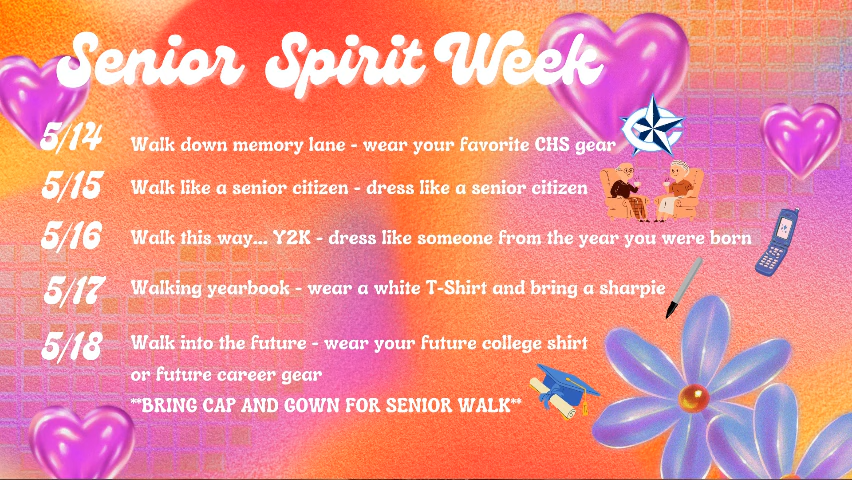 Senior Spirit Week
5/14 Walk down memory lane - wear your favorite CHS gear
5/15 Walk like a senior citizen - dress like a senior citizen
5/16 Walk this way... Y2K - dress like someone from the year you were born
5/17 Walking yearbook - wear a white T-Shirt and bring a sharpie
5/18 Walk into the future - wear your future college shirt
or future career gear
**BRING CAP AND GOWN FOR SENIOR WALK**